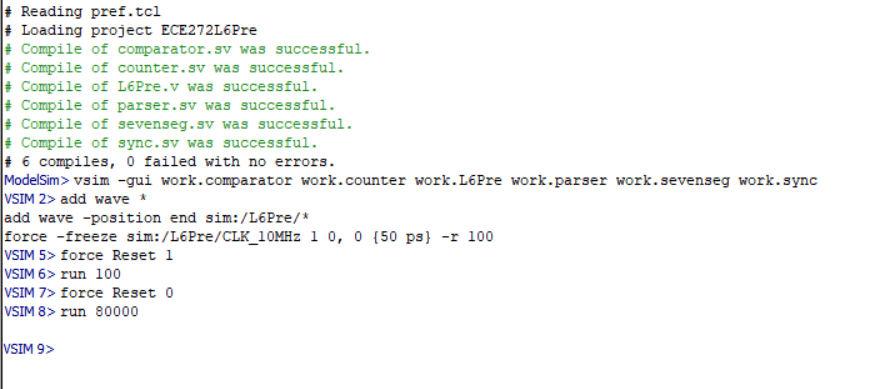 # Reading pref.tcl
# Loading project ECE272L6Pre
# Compile of comparator.sv was successful.
# Compile of counter.sv was successful.
# Compile of L6Pre.v was successful.
# Compile of parser.sv was successful.
# Compile of sevenseg.sv was successful.
# Compile of sync.sv was successful.
# 6 compiles, 0 failed with no errors.
ModelSim> vsim -gui work.comparator work.counter work.L6Pre work.parser work.sevenseg work.sync
VSIM 2> add wave *
add wave -position end sim:/L6Pre/*
force -freeze sim:/L6Pre/CLK_10MHz 1 0, 0 {50 ps} -r 100
VSIM 5> force Reset 1
VSIM 6> run 100
VSIM 7> force Reset 0
VSIM 8> run 80000
VSIM 9>